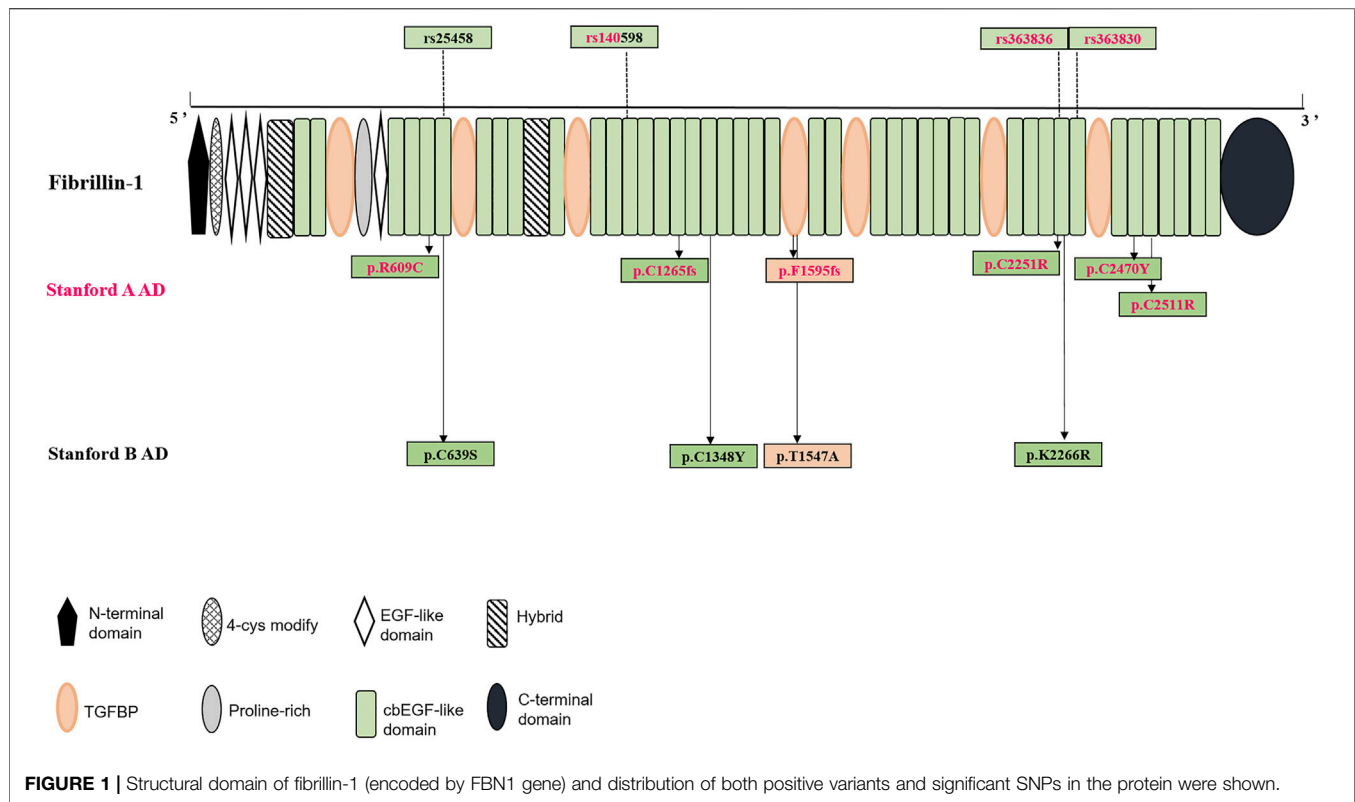 rs25458 rs140598 rs363836 rs363830
5 ’ 3 ’
Fibrillin-1
p.R609C p.C1265fs p.F1595fs p.C2251R p.C2470Y
Stanford A AD
p.C2511R
Stanford B AD
p.C639S p.C1348Y p.T1547A p.K2266R
N-terminal
domain
4-cys modify
EGF-like
domain
Hybrid
TGFBP
Proline-rich
cbEGF-like
domain
C-terminal
domain
FIGURE 1 | Structural domain of fibrillin-1 (encoded by FBN1 gene) and distribution of both positive variants and significant SNPs in the protein were shown.